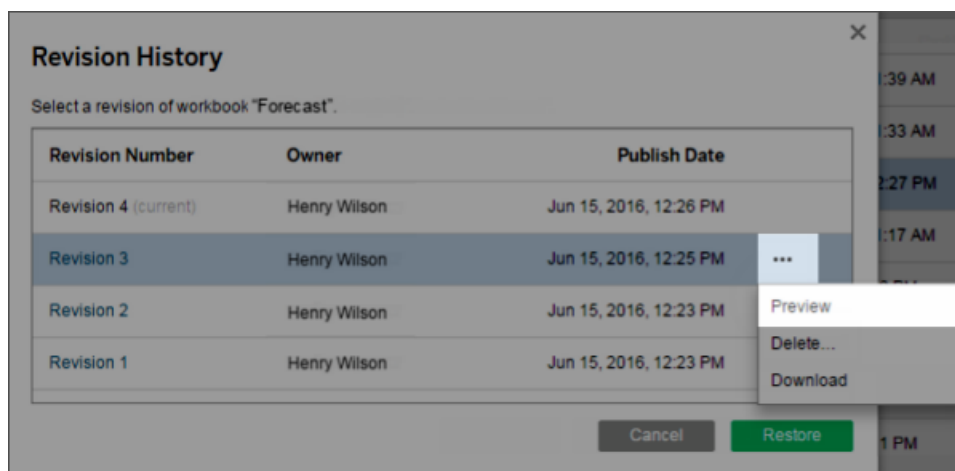 ×
Revision History
:39 AM
Select a revision of workbook "Forecast".
:33 AM
Revision Number Owner Publish Date
2:27 PM
Revision 4 (current) Henry Wilson Jun 15, 2016, 12:26 PM
:17 AM
Revision 3 Henry Wilson Jun 15, 2016, 12:25 PM ...
Preview
Revision 2 Henry Wilson Jun 15, 2016, 12:23 PM
Delete...
Revision 1 Henry Wilson Jun 15, 2016, 12:23 PM
Download
Cancel Restore
1 PM